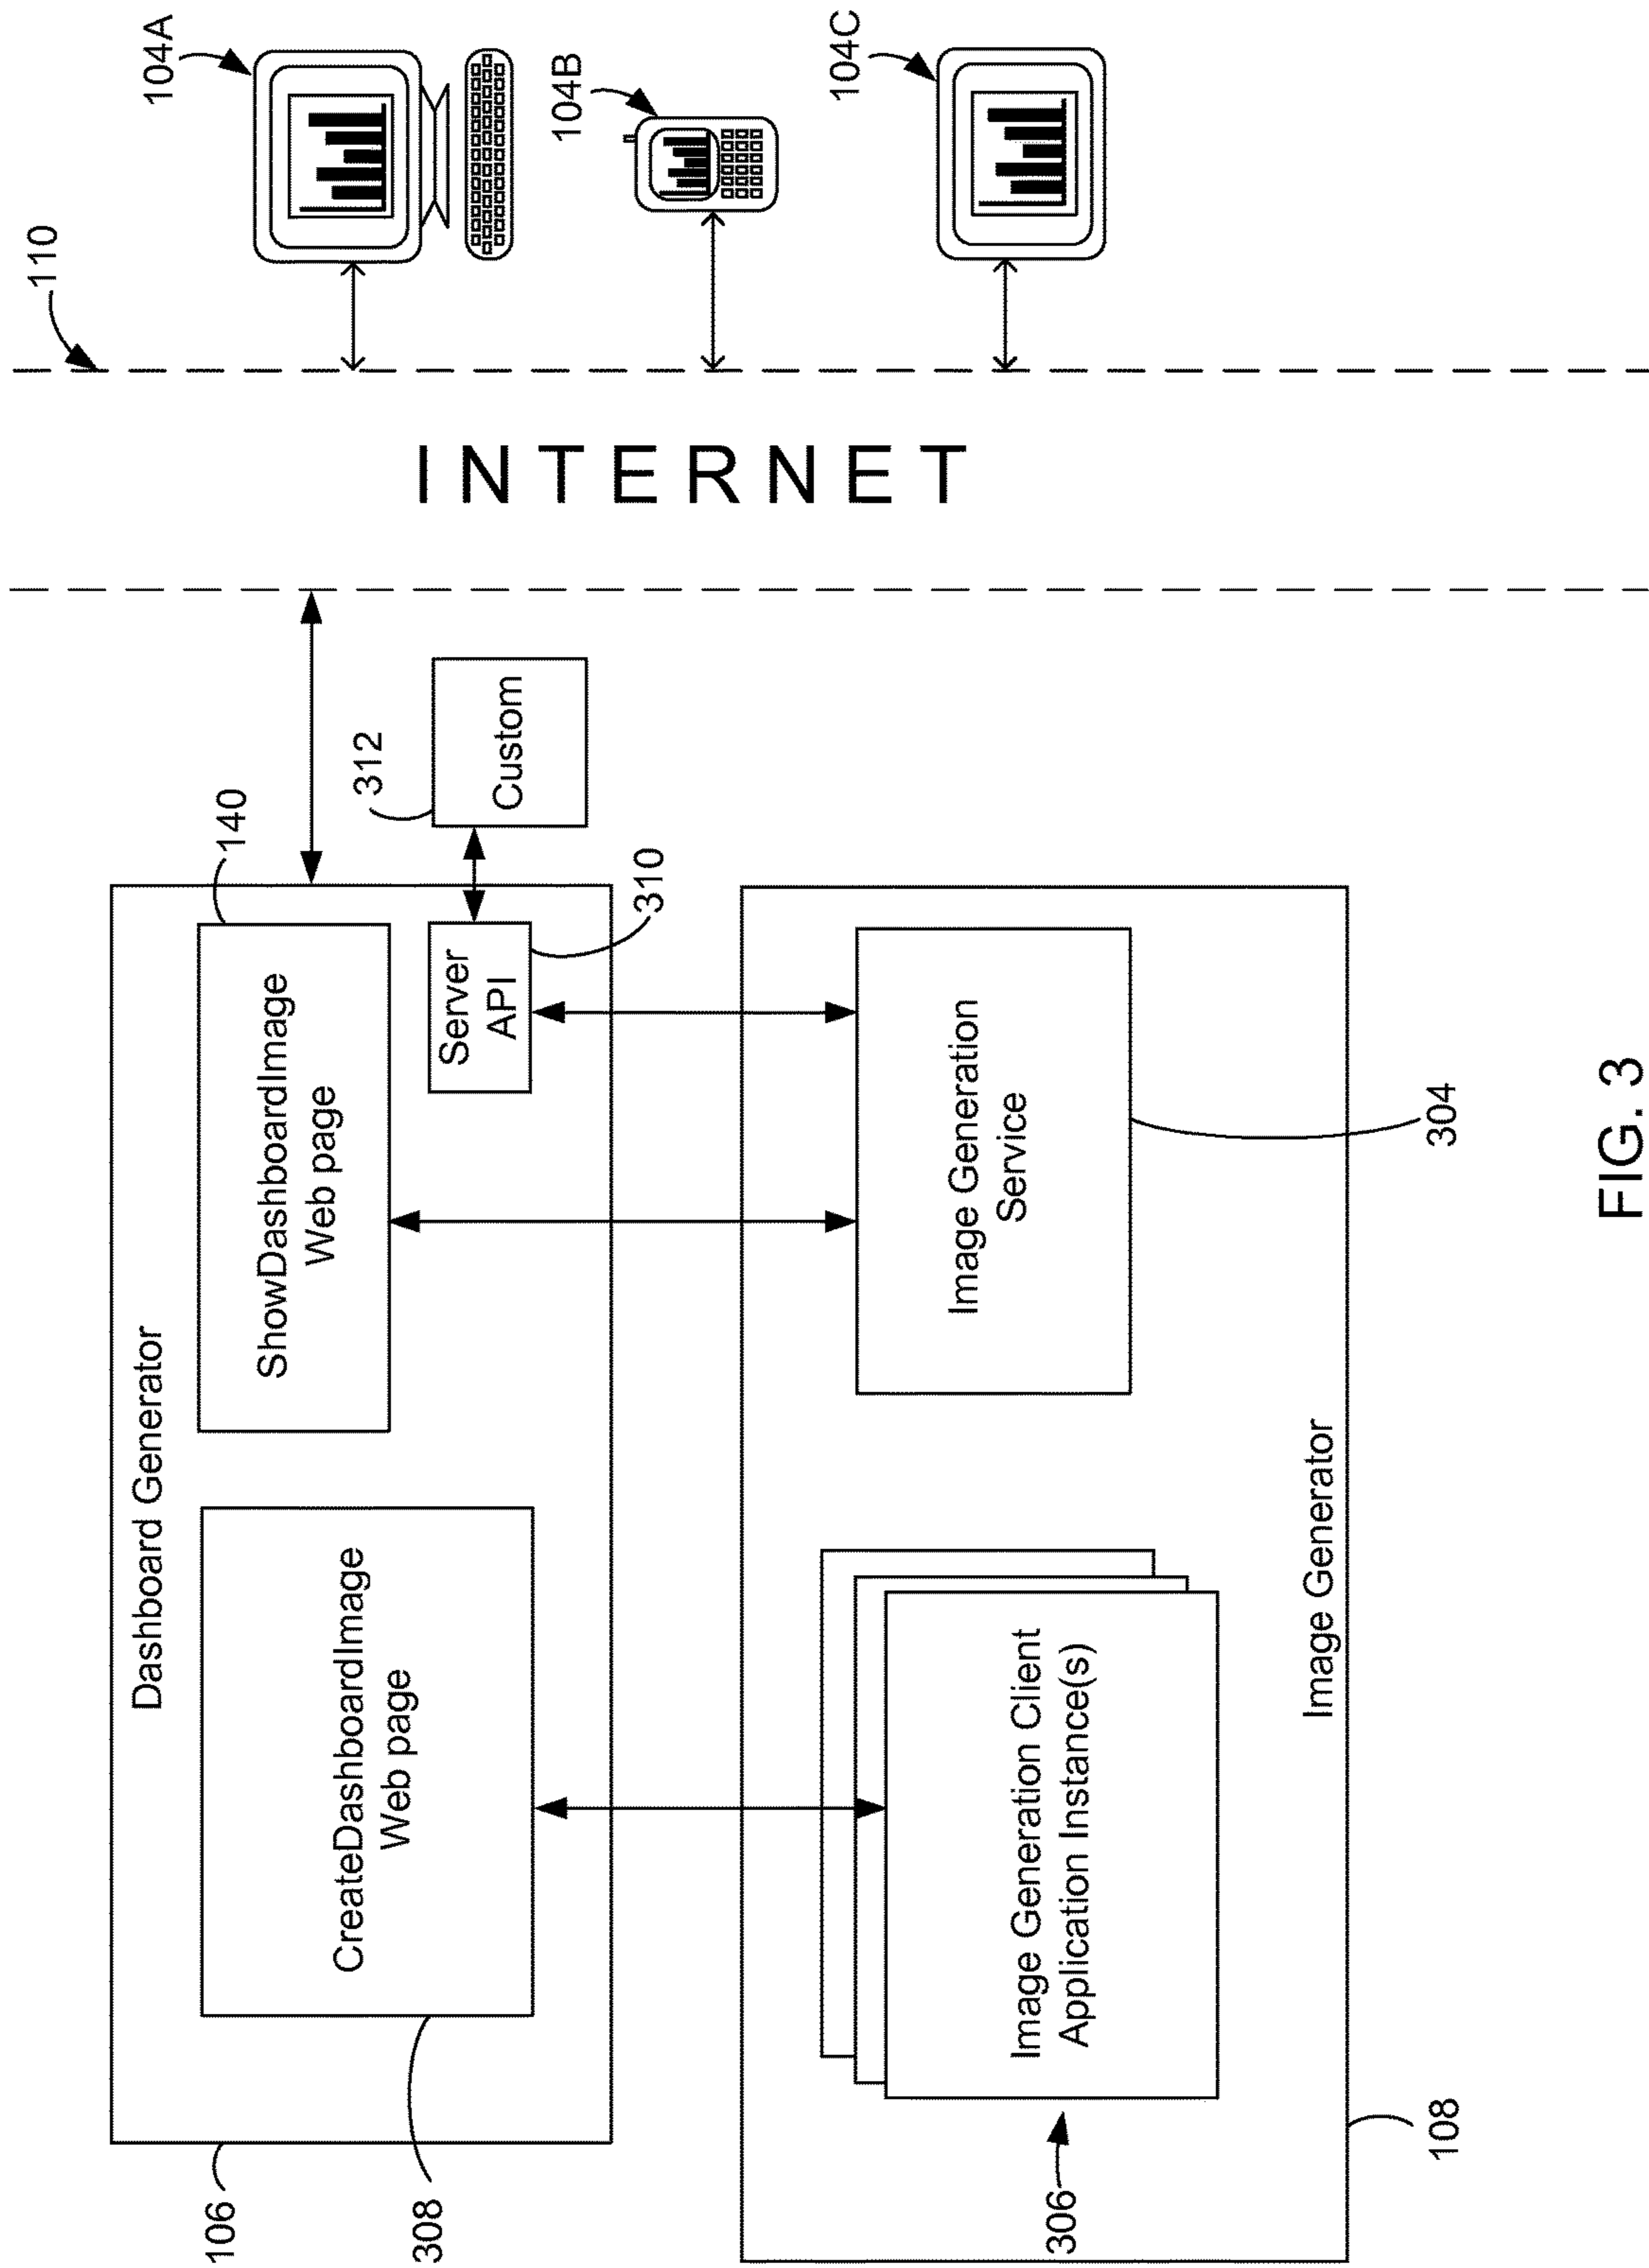 106
Dashboard Generator
308
CreateDashboardImage
Web page
ShowDashboardImage
Web page
140
Server
API
310
312
Custom
306
Image Generation Client
Application Instance(s)
Image Generation
Service
304
Image Generator
108
INTERNET
110
104A
104B
104C
FIG. 3